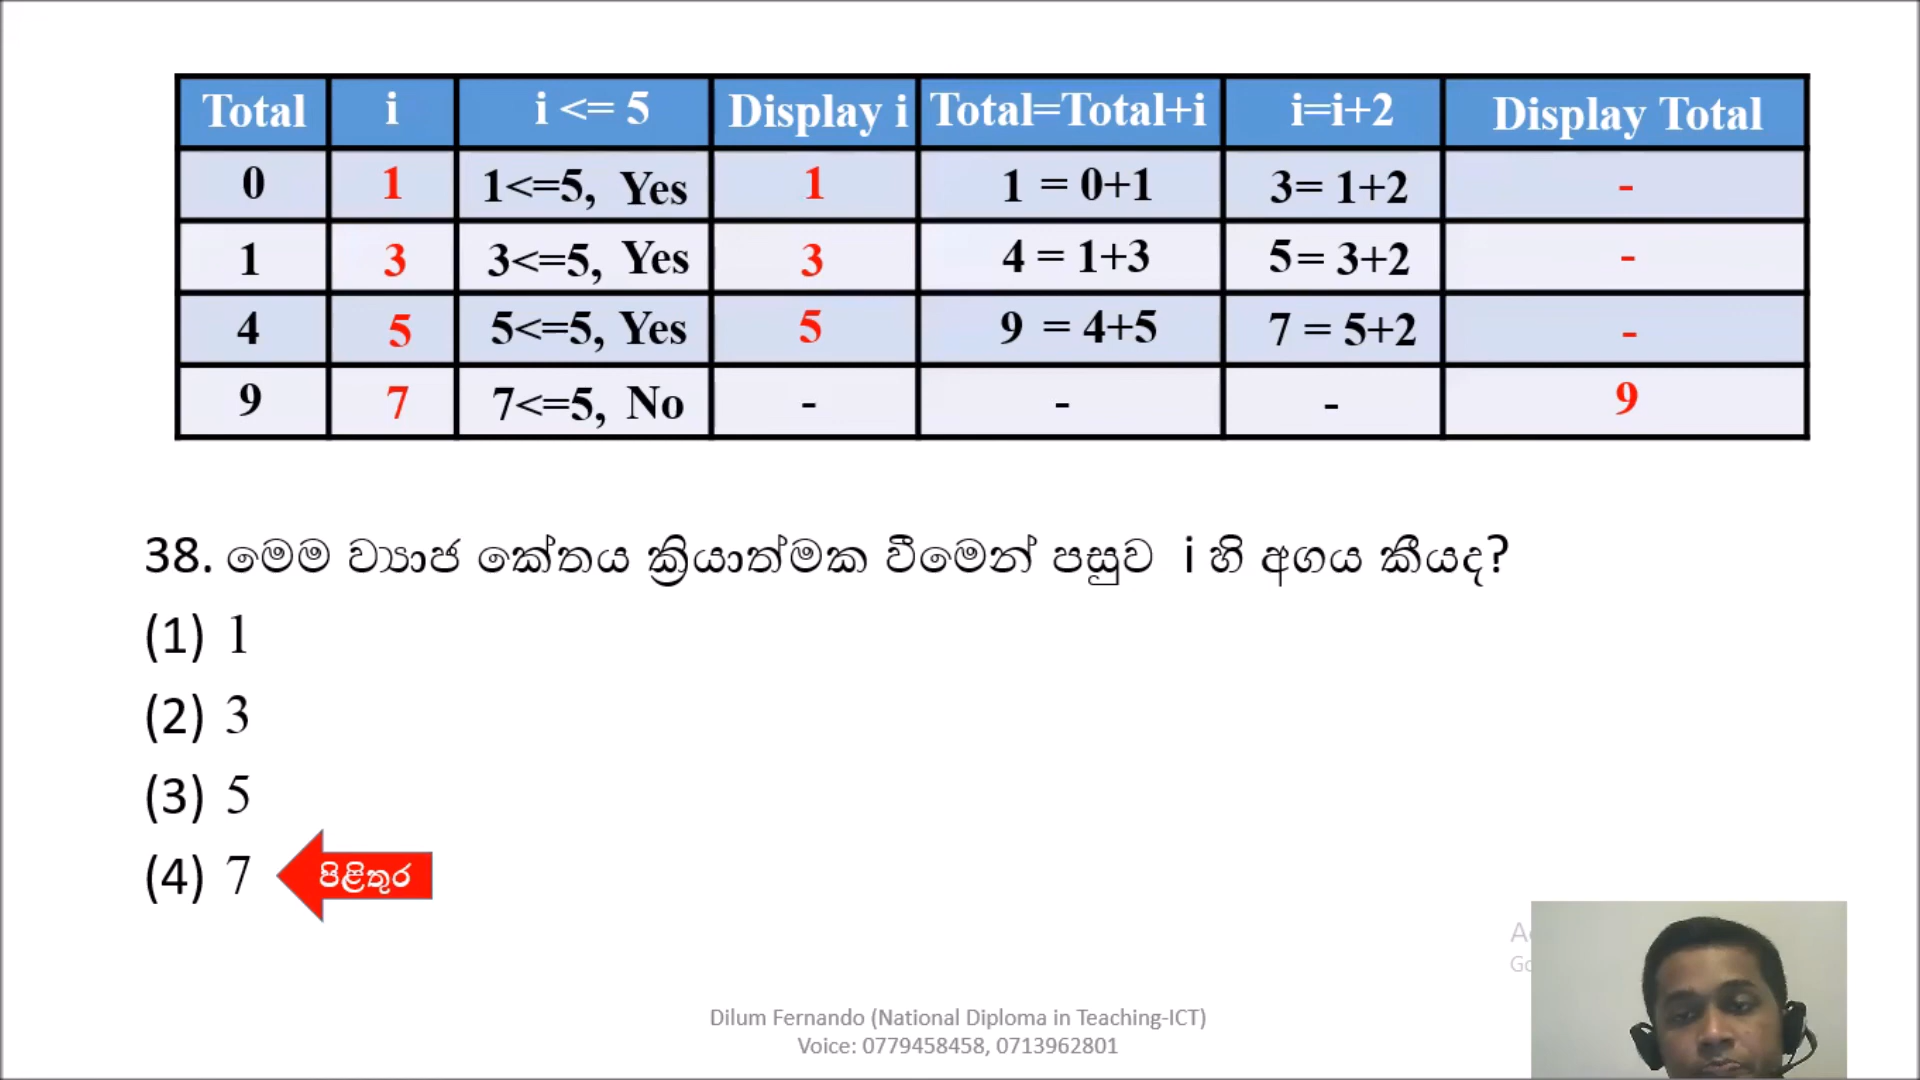 Total i i <= 5 Display i Total=Total+i i=i+2 Display Total
0 1 1<=5, Yes 1 1 = 0+1 3= 1+2 -
1 3 3<=5, Yes 3 4 = 1+3 5= 3+2 -
4 5 5<=5, Yes 5 9 = 4+5 7 = 5+2 -
9 7 7<=5, No - - - 9
38. මෙම ව්‍යාජ කේතය ක්‍රියාත්මක වීමෙන් පසුව i හි අගය කීයද?
(1) 1
(2) 3
(3) 5
(4) 7 පිළිතුර
Dilum Fernando (National Diploma in Teaching-ICT)
Voice: 0779458458, 0713962801